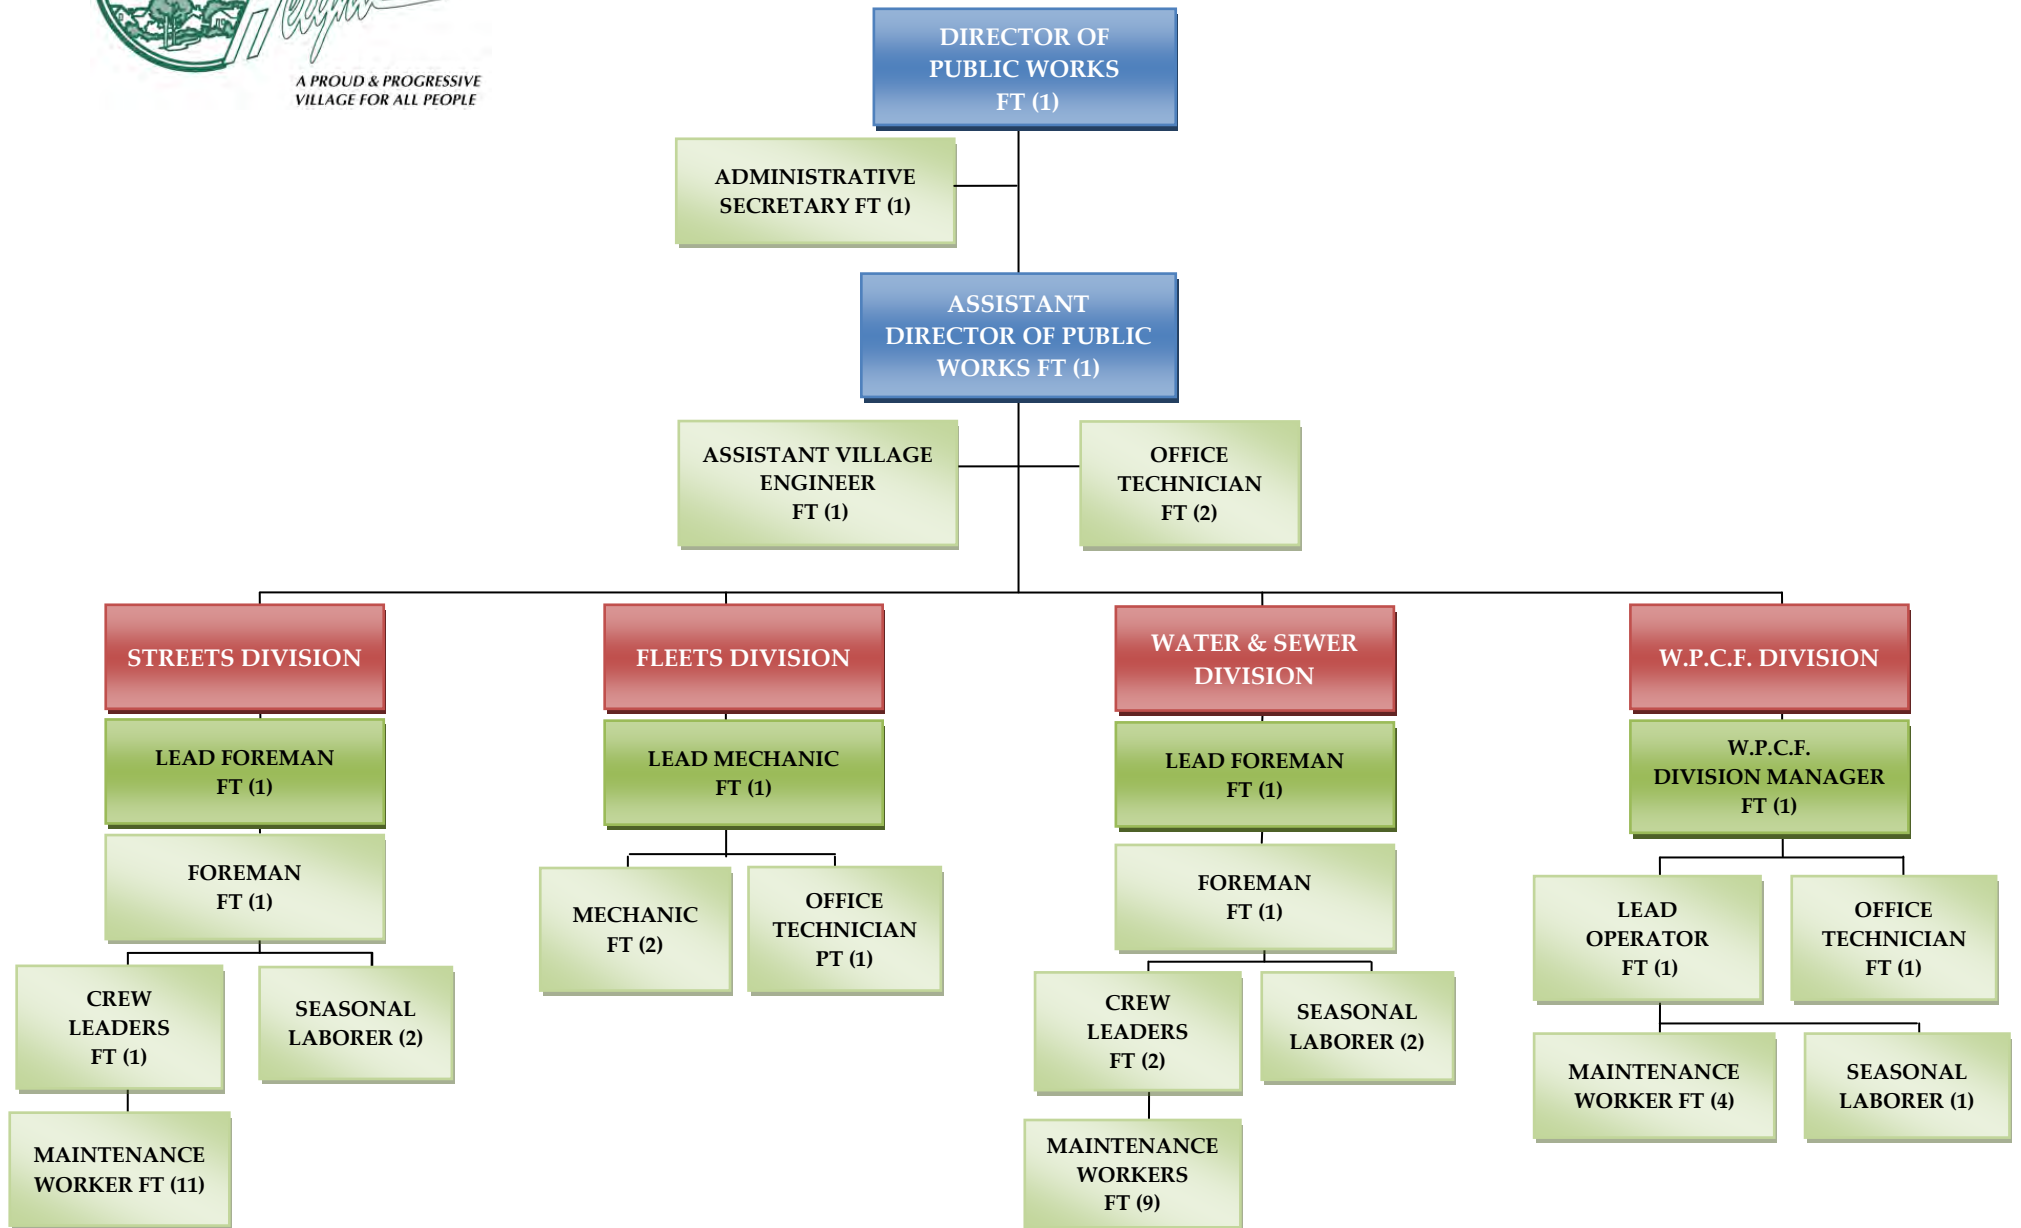 A PROUD & PROGRESSIVE
VILLAGE FOR ALL PEOPLE
DIRECTOR OF
PUBLIC WORKS
FT (1)
ADMINISTRATIVE
SECRETARY FT (1)
ASSISTANT
DIRECTOR OF PUBLIC
WORKS FT (1)
ASSISTANT VILLAGE
ENGINEER
FT (1)
OFFICE
TECHNICIAN
FT (2)
STREETS DIVISION
LEAD FOREMAN
FT (1)
FOREMAN
FT (1)
CREW
LEADERS
FT (1)
SEASONAL
LABORER (2)
MAINTENANCE
WORKER FT (11)
FLEETS DIVISION
LEAD MECHANIC
FT (1)
MECHANIC
FT (2)
OFFICE
TECHNICIAN
PT (1)
WATER & SEWER
DIVISION
LEAD FOREMAN
FT (1)
FOREMAN
FT (1)
CREW
LEADERS
FT (2)
SEASONAL
LABORER (2)
MAINTENANCE
WORKERS
FT (9)
W.P.C.F. DIVISION
W.P.C.F.
DIVISION MANAGER
FT (1)
LEAD
OPERATOR
FT (1)
OFFICE
TECHNICIAN
FT (1)
MAINTENANCE
WORKER FT (4)
SEASONAL
LABORER (1)